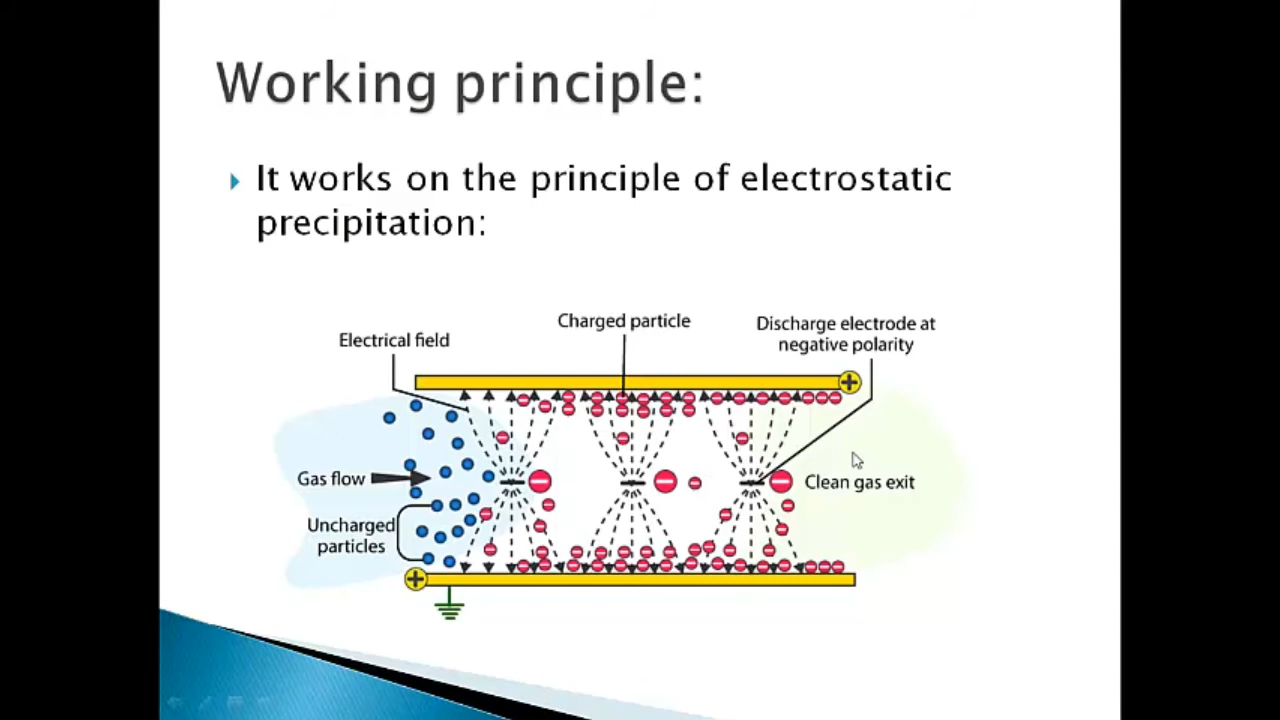 Working principle:
It works on the principle of electrostatic
precipitation:
Charged particle
Discharge electrode at
negative polarity
Electrical field
Gas flow
Clean gas exit
Uncharged
particles